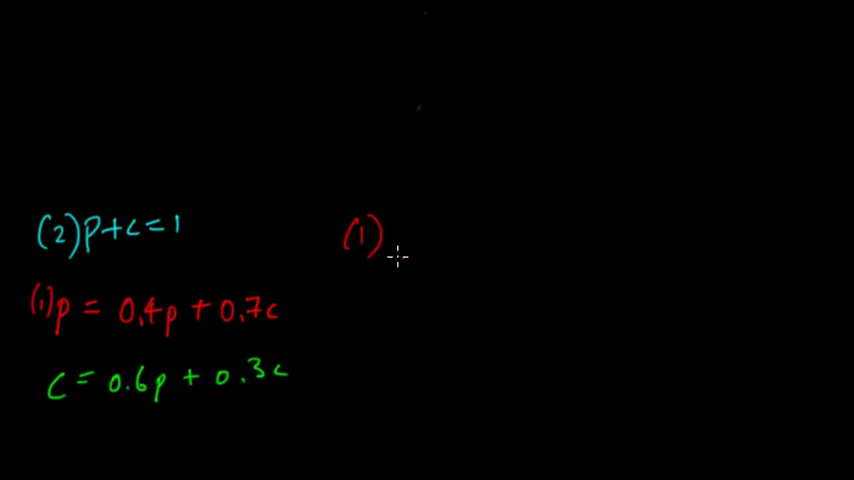 (2) p+c=1
(1)
(1) p = 0.4p + 0.7c
c = 0.6p + 0.3c